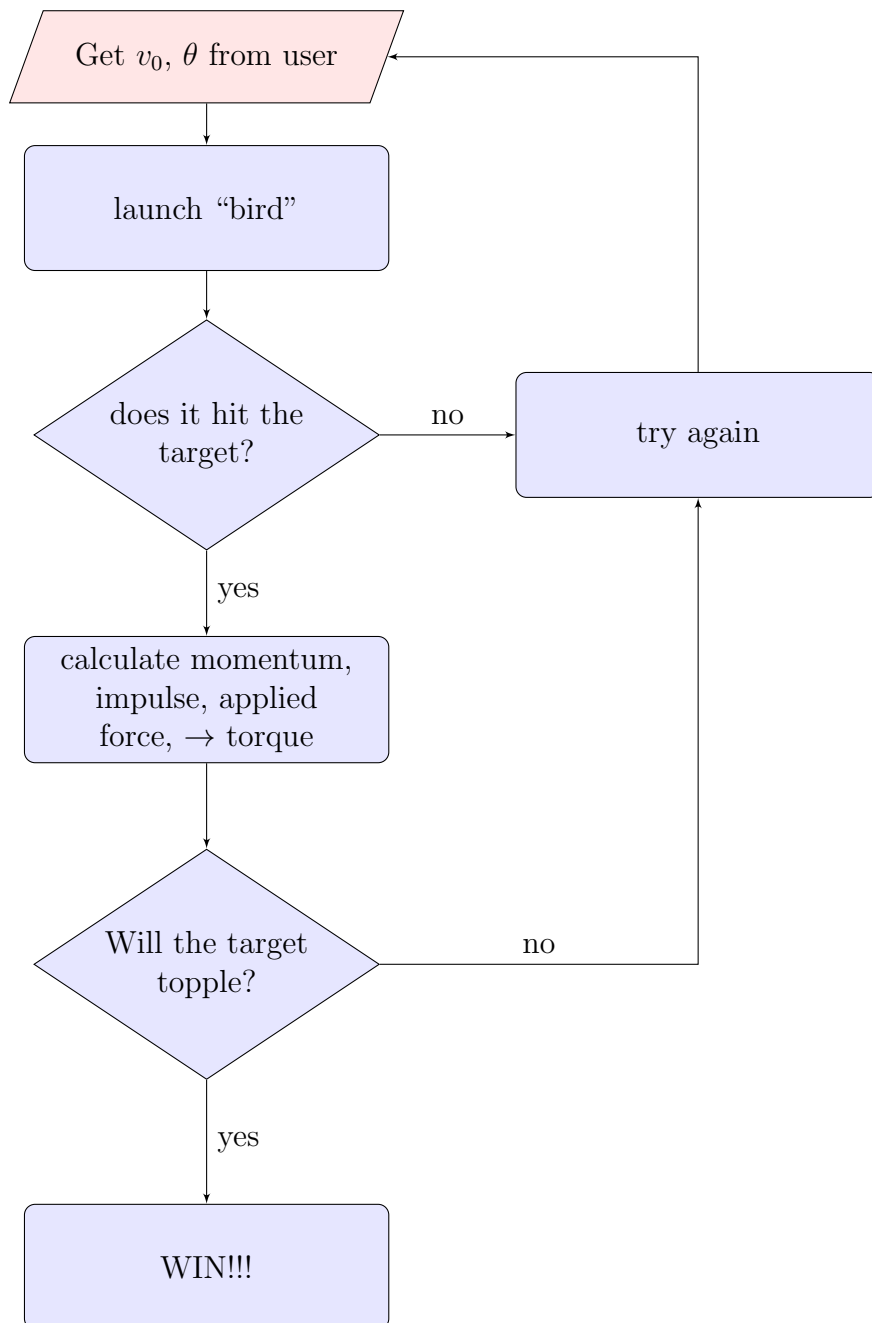 Get v₀, θ from user
launch “bird”
does it hit the
target?
no
try again
yes
calculate momentum,
impulse, applied
force, → torque
Will the target
topple?
no
yes
WIN!!!